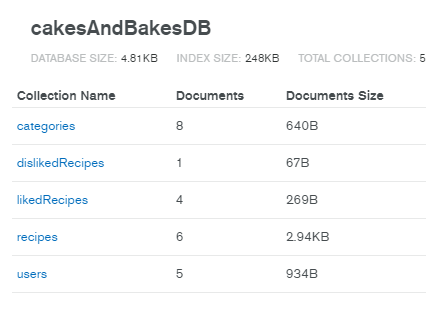 cakesAndBakesDB
DATABASE SIZE: 4.81KB INDEX SIZE: 248KB TOTAL COLLECTIONS: 5
Collection Name Documents Documents Size
categories 8 640B
dislikedRecipes 1 67B
likedRecipes 4 269B
recipes 6 2.94KB
users 5 934B